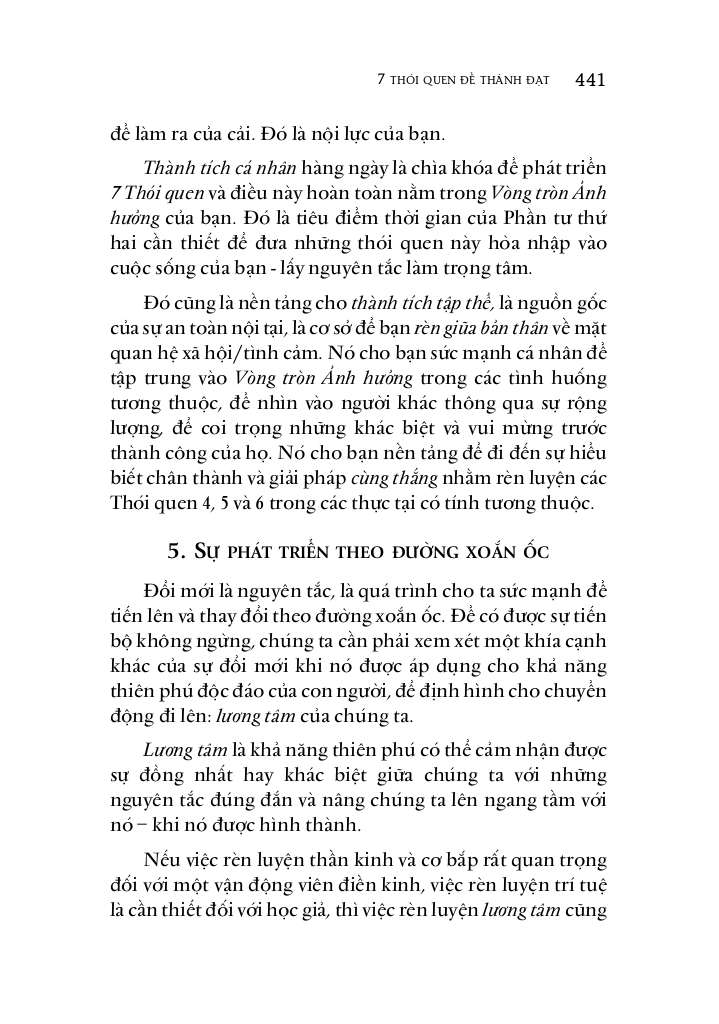 7 THÓI QUEN ĐỂ THÀNH ĐẠT 441
để làm ra của cải. Đó là nội lực của bạn.
Thành tích cá nhân hàng ngày là chìa khóa để phát triển
7 Thói quen và điều này hoàn toàn nằm trong Vòng tròn Ảnh
hưởng của bạn. Đó là tiêu điểm thời gian của Phần tư thứ
hai cần thiết để đưa những thói quen này hòa nhập vào
cuộc sống của bạn - lấy nguyên tắc làm trọng tâm.
Đó cũng là nền tảng cho thành tích tập thể, là nguồn gốc
của sự an toàn nội tại, là cơ sở để bạn rèn giũa bản thân về mặt
quan hệ xã hội/tình cảm. Nó cho bạn sức mạnh cá nhân để
tập trung vào Vòng tròn Ảnh hưởng trong các tình huống
tương thuộc, để nhìn vào người khác thông qua sự rộng
lượng, để coi trọng những khác biệt và vui mừng trước
thành công của họ. Nó cho bạn nền tảng để đi đến sự hiểu
biết chân thành và giải pháp cùng thắng nhằm rèn luyện các
Thói quen 4, 5 và 6 trong các thực tại có tính tương thuộc.
5. SỰ PHÁT TRIỂN THEO ĐƯỜNG XOẮN ỐC
Đổi mới là nguyên tắc, là quá trình cho ta sức mạnh để
tiến lên và thay đổi theo đường xoắn ốc. Để có được sự tiến
bộ không ngừng, chúng ta cần phải xem xét một khía cạnh
khác của sự đổi mới khi nó được áp dụng cho khả năng
thiên phú độc đáo của con người, để định hình cho chuyển
động đi lên: lương tâm của chúng ta.
Lương tâm là khả năng thiên phú có thể cảm nhận được
sự đồng nhất hay khác biệt giữa chúng ta với những
nguyên tắc đúng đắn và nâng chúng ta lên ngang tầm với
nó – khi nó được hình thành.
Nếu việc rèn luyện thần kinh và cơ bắp rất quan trọng
đối với một vận động viên điền kinh, việc rèn luyện trí tuệ
là cần thiết đối với học giả, thì việc rèn luyện lương tâm cũng